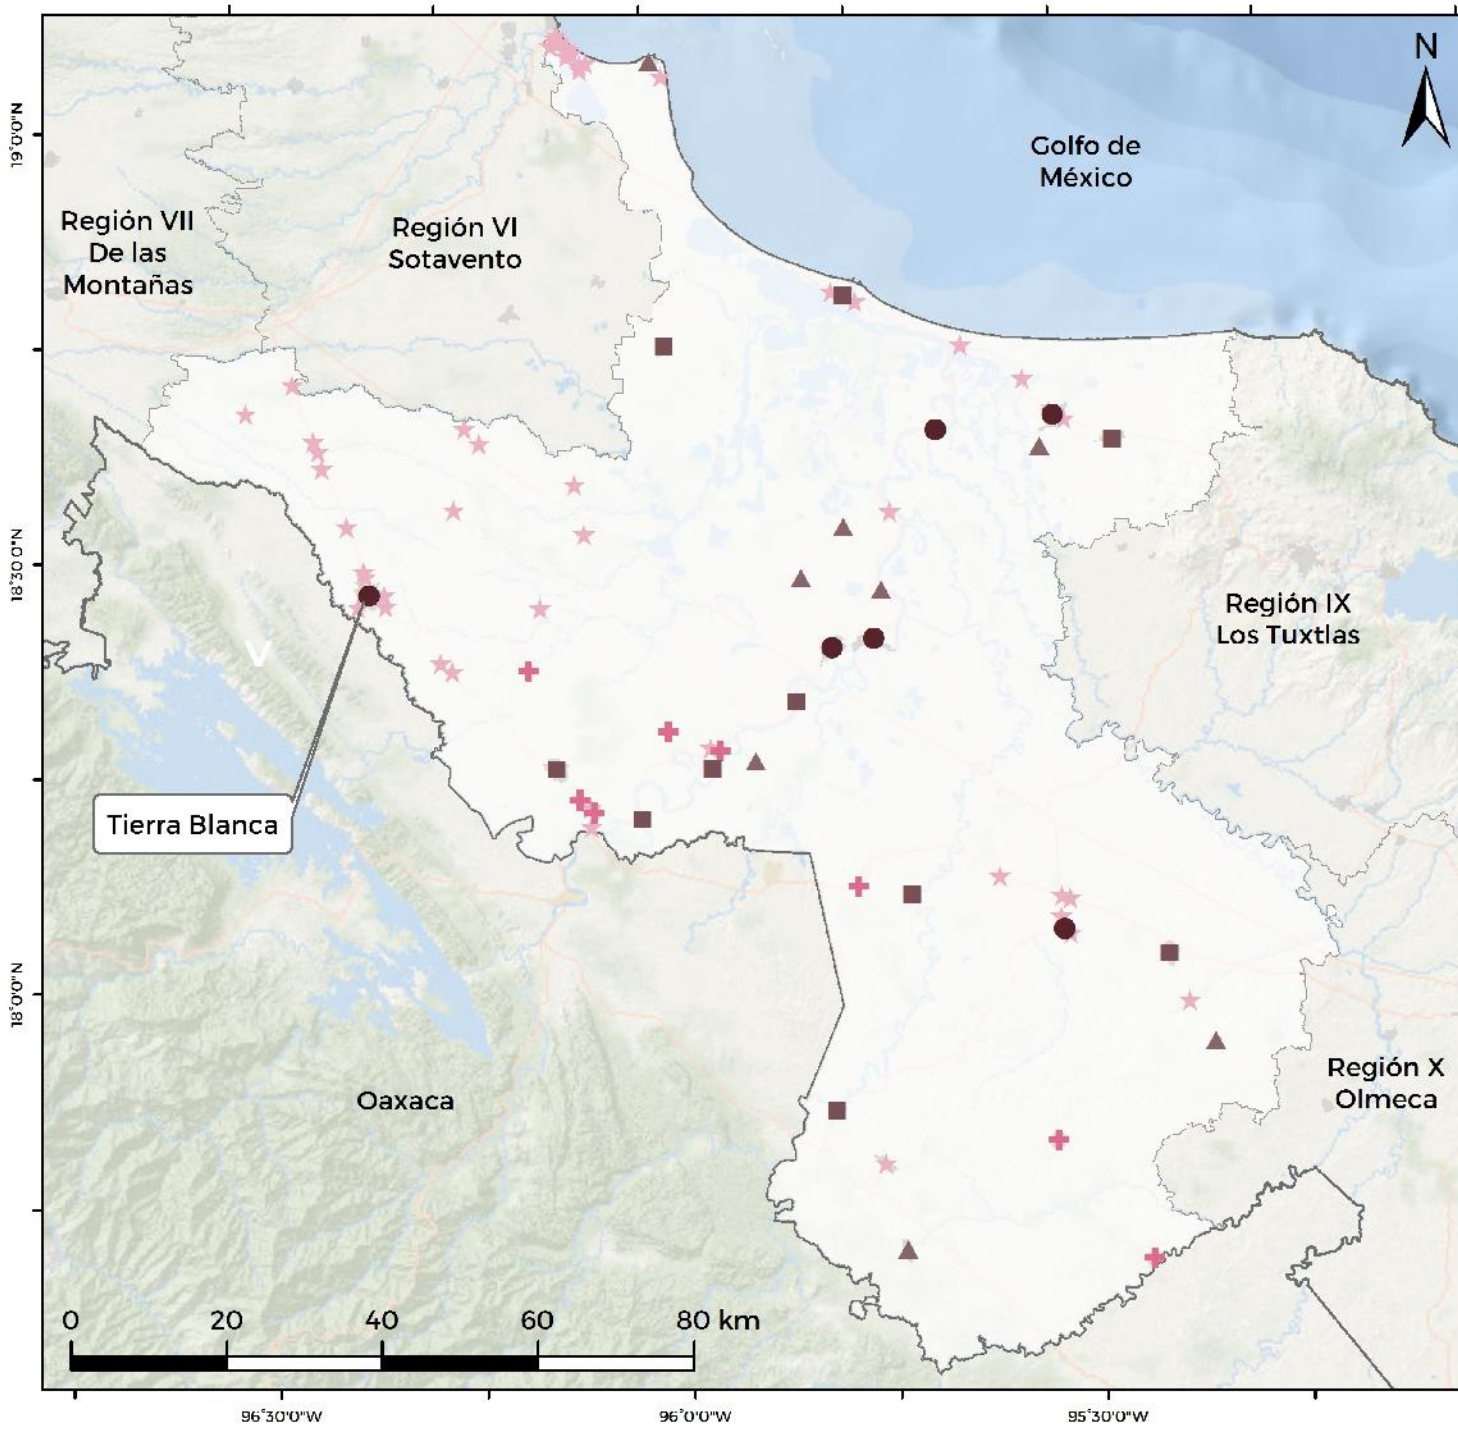 N
Golfo de
México
19°0'0"N
Región VII
De las
Montañas
Región VI
Sotavento
18°30'0"N
Región IX
Los Tuxtlas
V
Tierra Blanca
18°0'0"N
Oaxaca
Región X
Olmeca
0 20 40 60 80 km
96°30'0"W 96°0'0"W 95°30'0"W